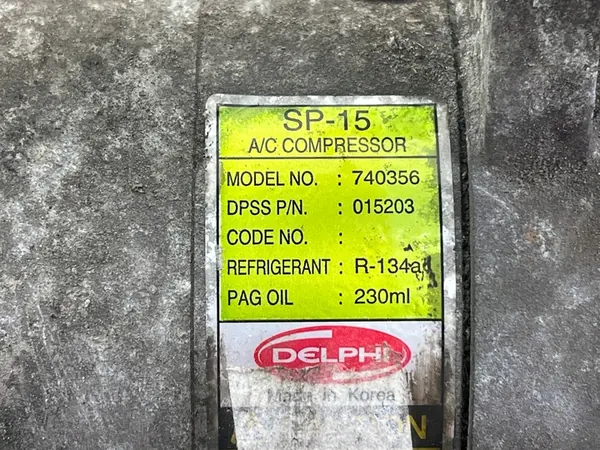 SP-15
A/C COMPRESSOR
MODEL NO. : 740356
DPSS P/N. : 015203
CODE NO. :
REFRIGERANT : R-134a
PAG OIL : 230ml
DELPHI
Made in Korea